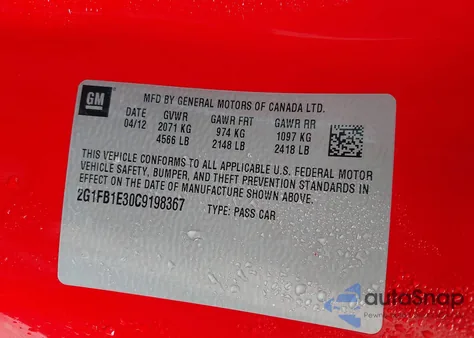 GM
MFD BY GENERAL MOTORS OF CANADA LTD.
DATE GVWR GAWR FRT GAWR RR
04/12 2071 KG 974 KG 1097 KG
4566 LB 2148 LB 2418 LB
THIS VEHICLE CONFORMS TO ALL APPLICABLE U.S. FEDERAL MOTOR
VEHICLE SAFETY, BUMPER, AND THEFT PREVENTION STANDARDS IN
EFFECT ON THE DATE OF MANUFACTURE SHOWN ABOVE.
2G1FB1E30C9198367 TYPE: PASS CAR
autoSnap